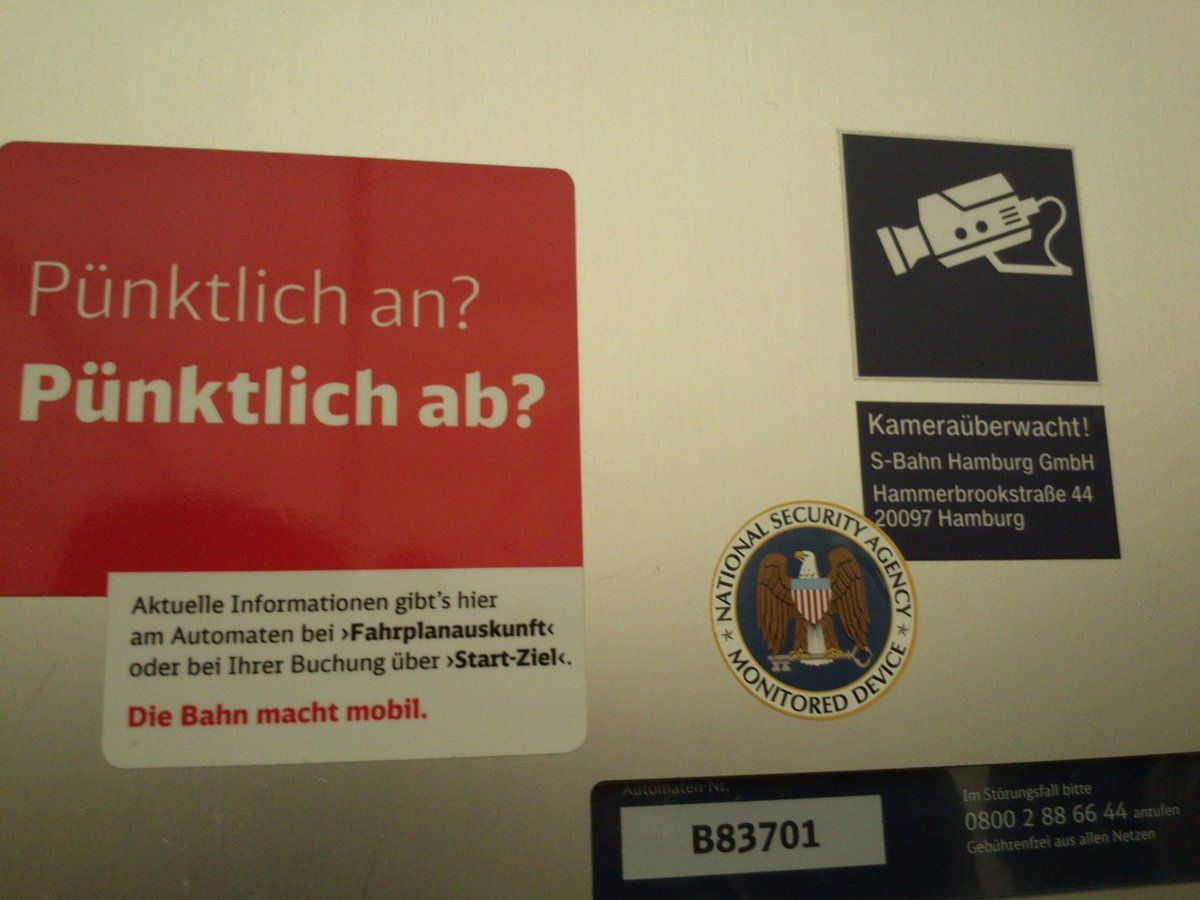 Pünktlich an?
Pünktlich ab?
Aktuelle Informationen gibt's hier
am Automaten bei ›Fahrplanauskunft‹
oder bei Ihrer Buchung über ›Start-Ziel‹.
Die Bahn macht mobil.
Kameraüberwacht!
S-Bahn Hamburg GmbH
Hammerbrookstraße 44
20097 Hamburg
NATIONAL SECURITY AGENCY
★ MONITORED DEVICE ★
Automaten-Nr.
B83701
Im Störungsfall bitte
0800 2 88 66 44 anrufen
Gebührenfrei aus allen Netzen